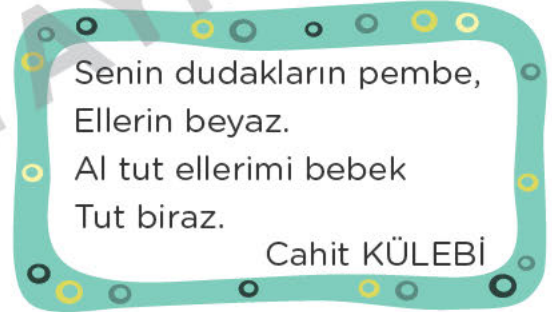 Senin dudakların pembe,
Ellerin beyaz.
Al tut ellerimi bebek
Tut biraz.
Cahit KÜLEBİ